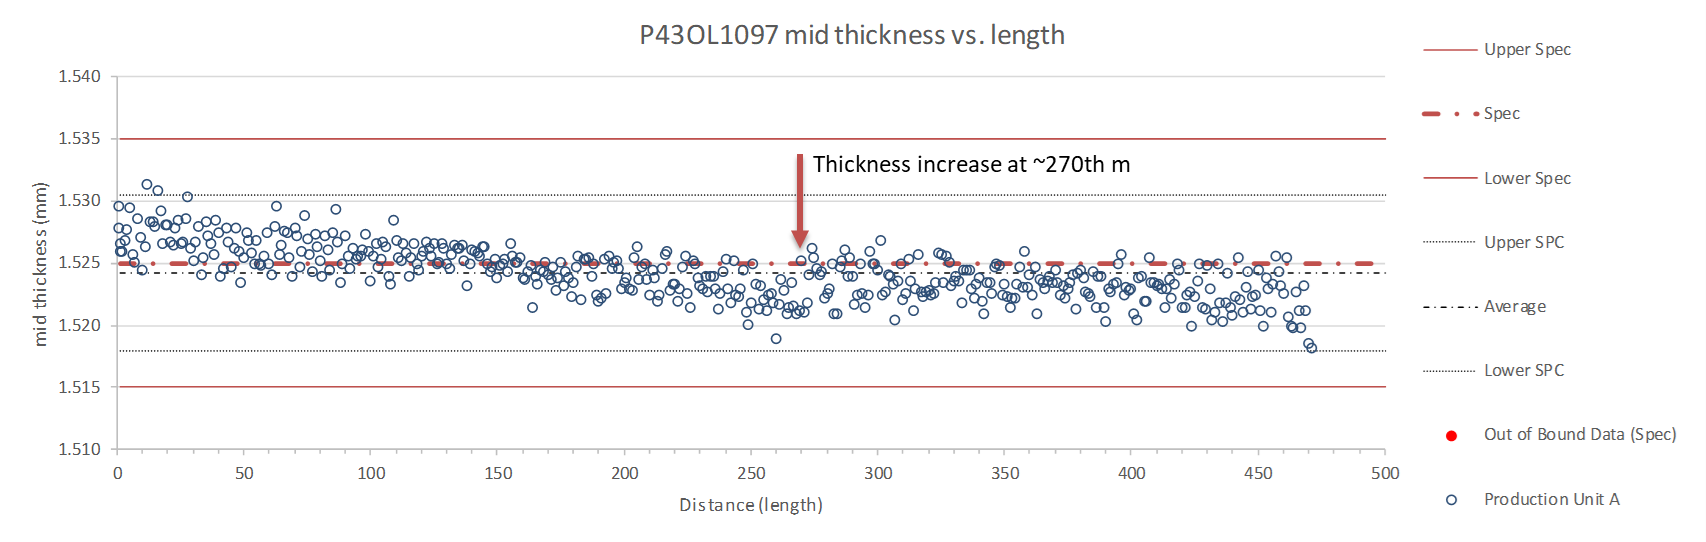 P43OL1097 mid thickness vs. length
Upper Spec
Spec
Lower Spec
Upper SPC
Average
Lower SPC
Out of Bound Data (Spec)
Production Unit A
Thickness increase at ~270th m
mid thickness (mm)
1.540
1.535
1.530
1.525
1.520
1.515
1.510
0 50 100 150 200 250 300 350 400 450 500
Distance (length)